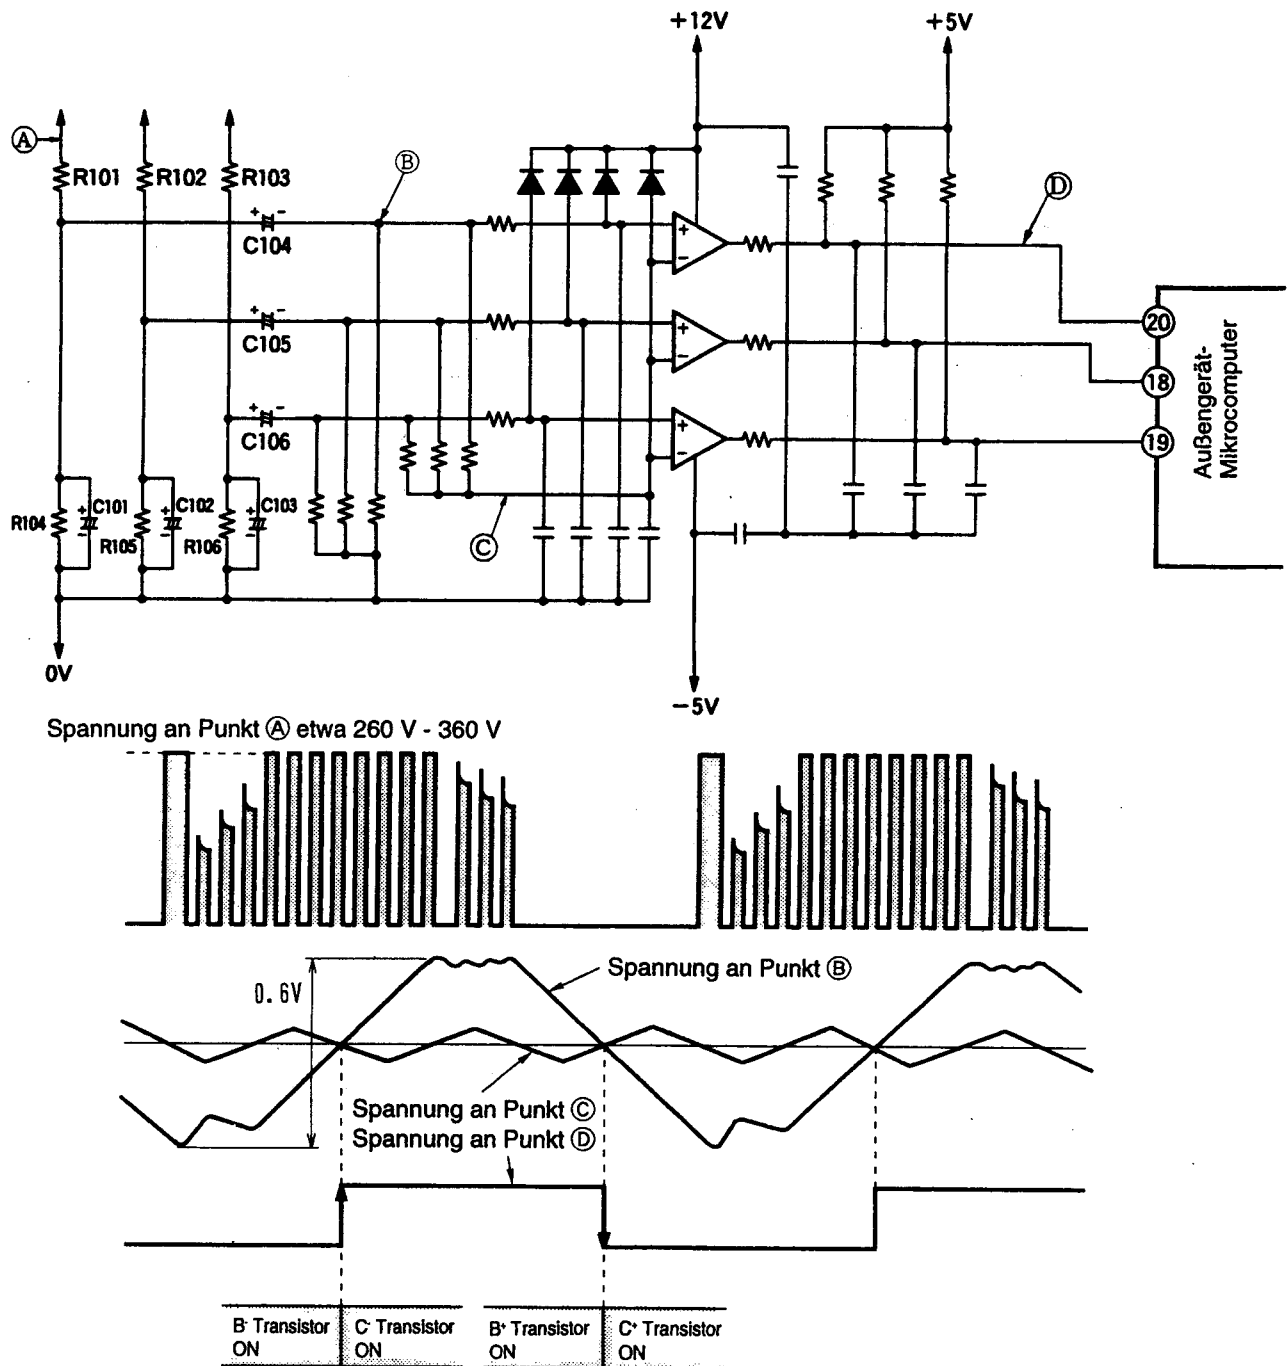 +12V
+5V
Ⓐ
R101
R102
R103
Ⓑ
Ⓓ
C104
C105
C106
+ -
+ -
+ -
+
−
+
−
+
−
20
18
19
Außengerät-
Mikrocomputer
R104
C101
R105
C102
R106
C103
+
-
+
-
+
-
Ⓒ
0V
−5V
Spannung an Punkt Ⓐ etwa 260 V - 360 V
0.6V
Spannung an Punkt Ⓑ
Spannung an Punkt Ⓒ
Spannung an Punkt Ⓓ
B⁻ Transistor
ON
C⁻ Transistor
ON
B⁺ Transistor
ON
C⁺ Transistor
ON